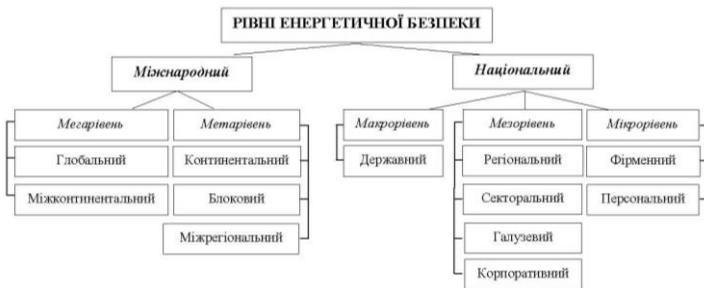 РІВНІ ЕНЕРГЕТИЧНОЇ БЕЗПЕКИ
Міжнародний
Національний
Мегарівень
Метарівень
Макрорівень
Мезорівень
Мікрорівень
Глобальний
Континентальний
Державний
Регіональний
Фірменний
Міжконтинентальний
Блоковий
Секторальний
Персональний
Міжрегіональний
Галузевий
Корпоративний